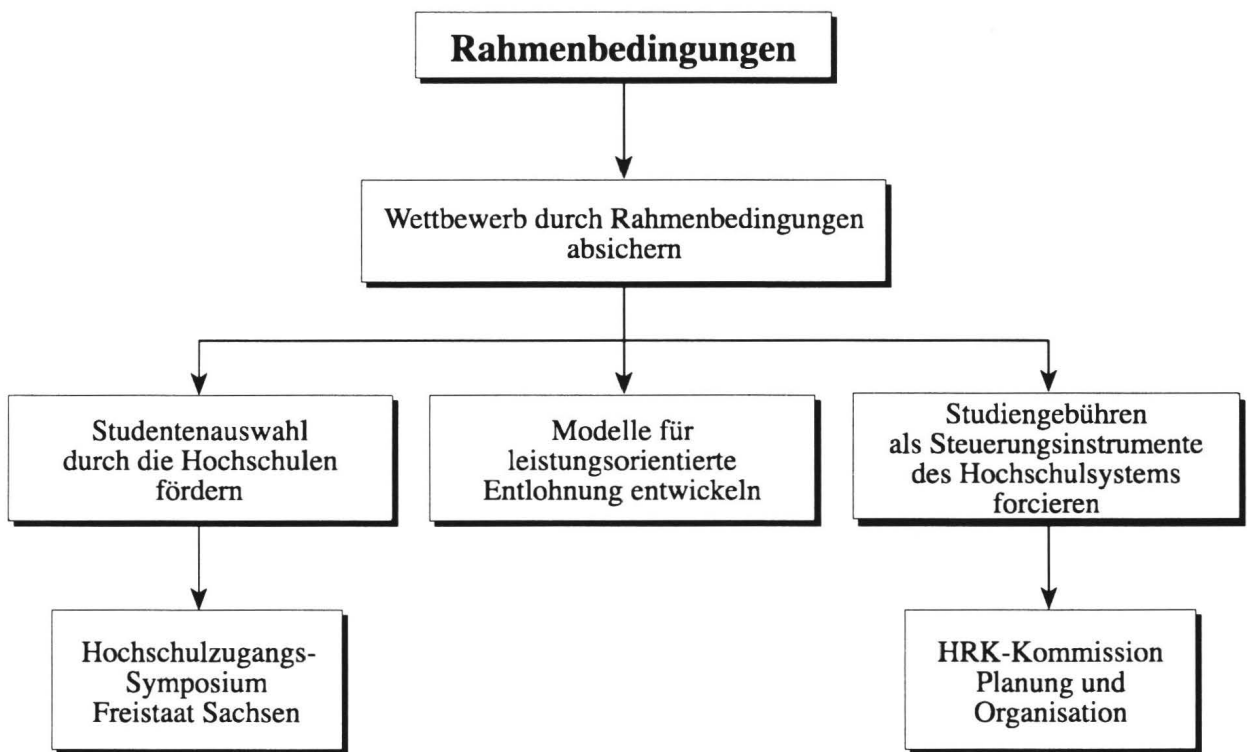 Rahmenbedingungen
Wettbewerb durch Rahmenbedingungen
absichern
Studentenauswahl
durch die Hochschulen
fördern
Modelle für
leistungsorientierte
Entlohnung entwickeln
Studiengebühren
als Steuerungsinstrumente
des Hochschulsystems
forcieren
Hochschulzugangs-
Symposium
Freistaat Sachsen
HRK-Kommission
Planung und
Organisation